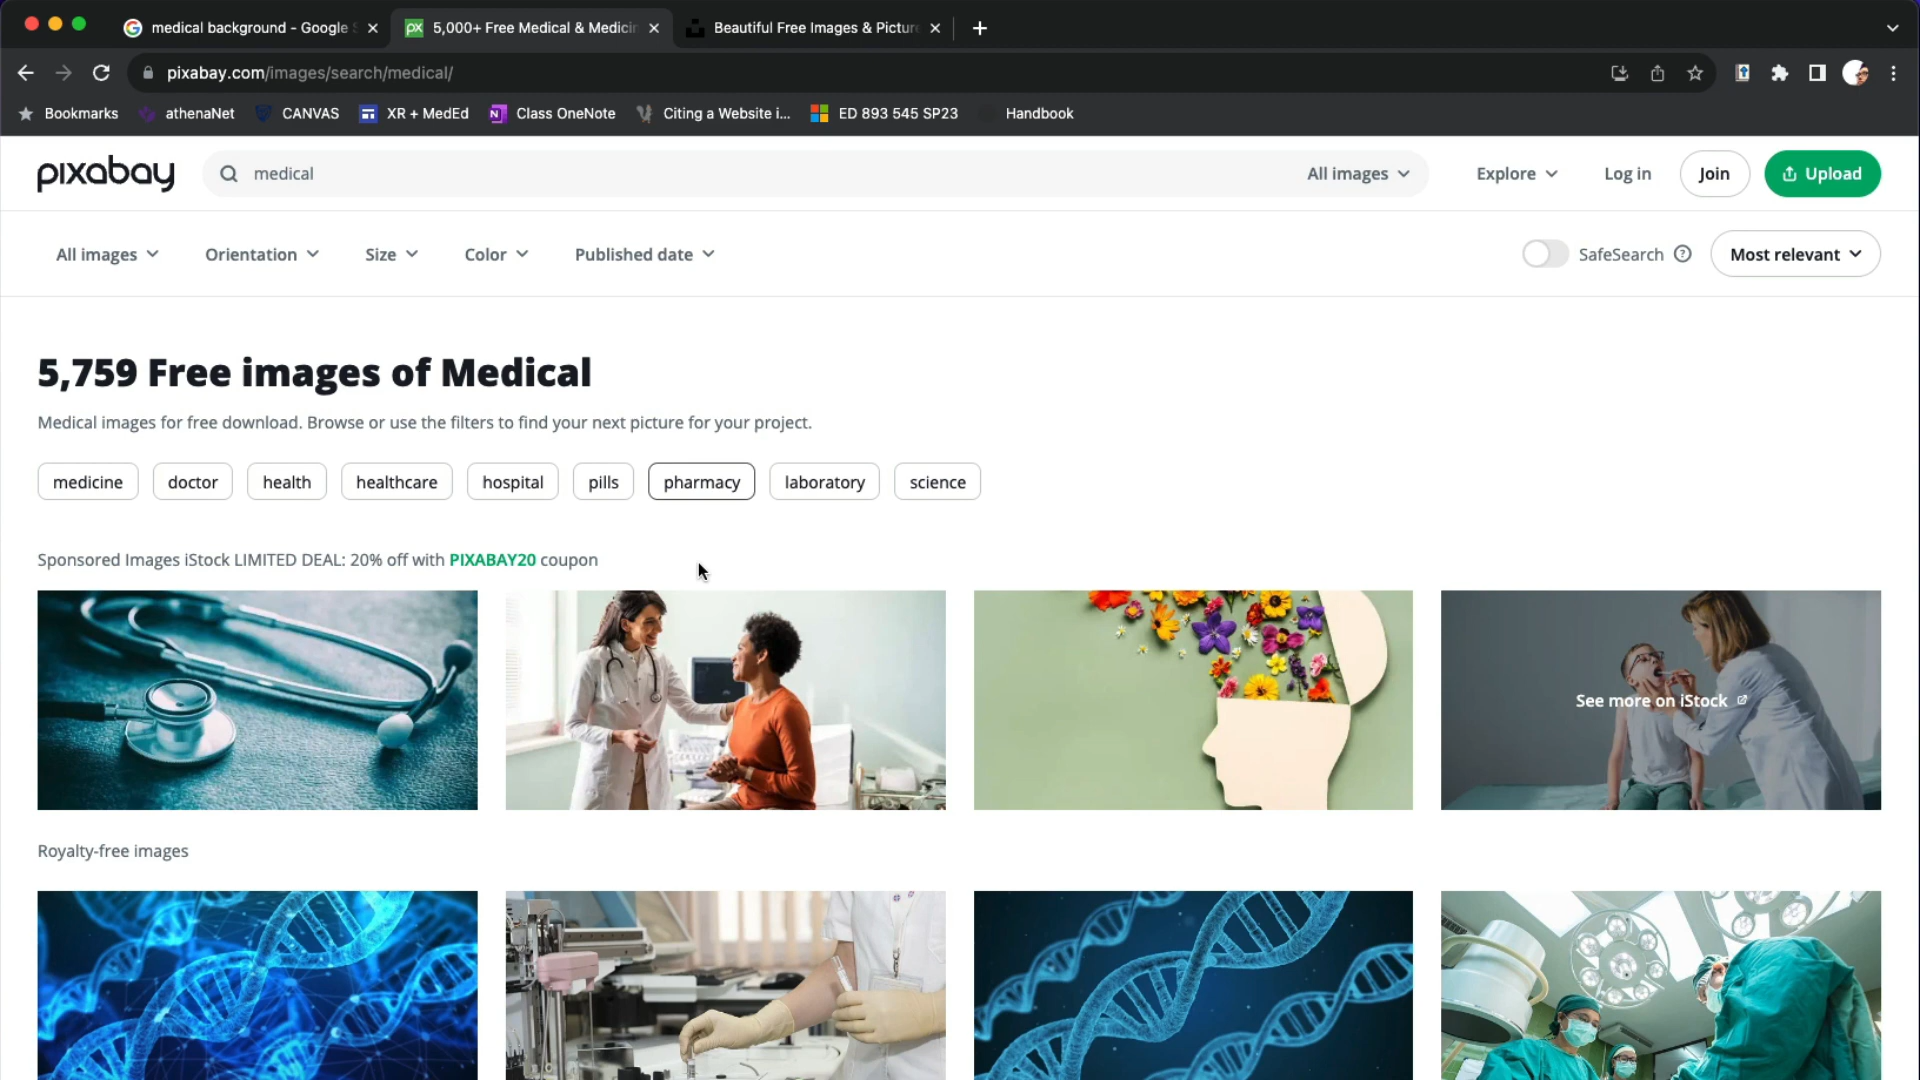 medical background - Google
5,000+ Free Medical & Medicin
Beautiful Free Images & Picture
pixabay.com/images/search/medical/
Bookmarks
athenaNet
CANVAS
XR + MedEd
Class OneNote
Citing a Website i...
ED 893 545 SP23
Handbook
pixabay
medical
All images
Explore
Log in
Join
Upload
All images
Orientation
Size
Color
Published date
SafeSearch
Most relevant
5,759 Free images of Medical
Medical images for free download. Browse or use the filters to find your next picture for your project.
medicine
doctor
health
healthcare
hospital
pills
pharmacy
laboratory
science
Sponsored Images iStock LIMITED DEAL: 20% off with PIXABAY20 coupon
See more on iStock
Royalty-free images